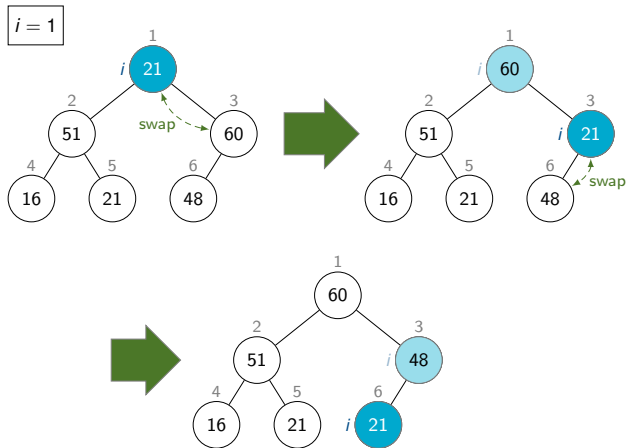 i = 1
1
i 21
2 3
swap
51 60
4 5 6
16 21 48
1
i 60
2 3
51 i 21
4 5 6
swap
16 21 48
1
60
2 3
51 i 48
4 5 6
16 21 i 21